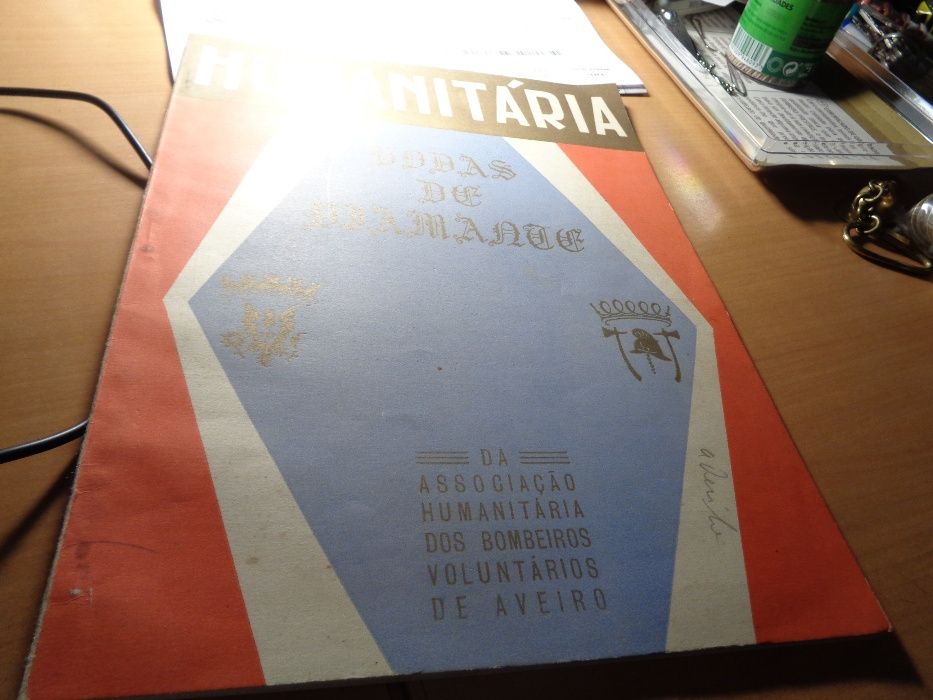 HUMANITÁRIA
BODAS
DE
DIAMANTE
DA
ASSOCIAÇÃO
HUMANITÁRIA
DOS BOMBEIROS
VOLUNTÁRIOS
DE AVEIRO